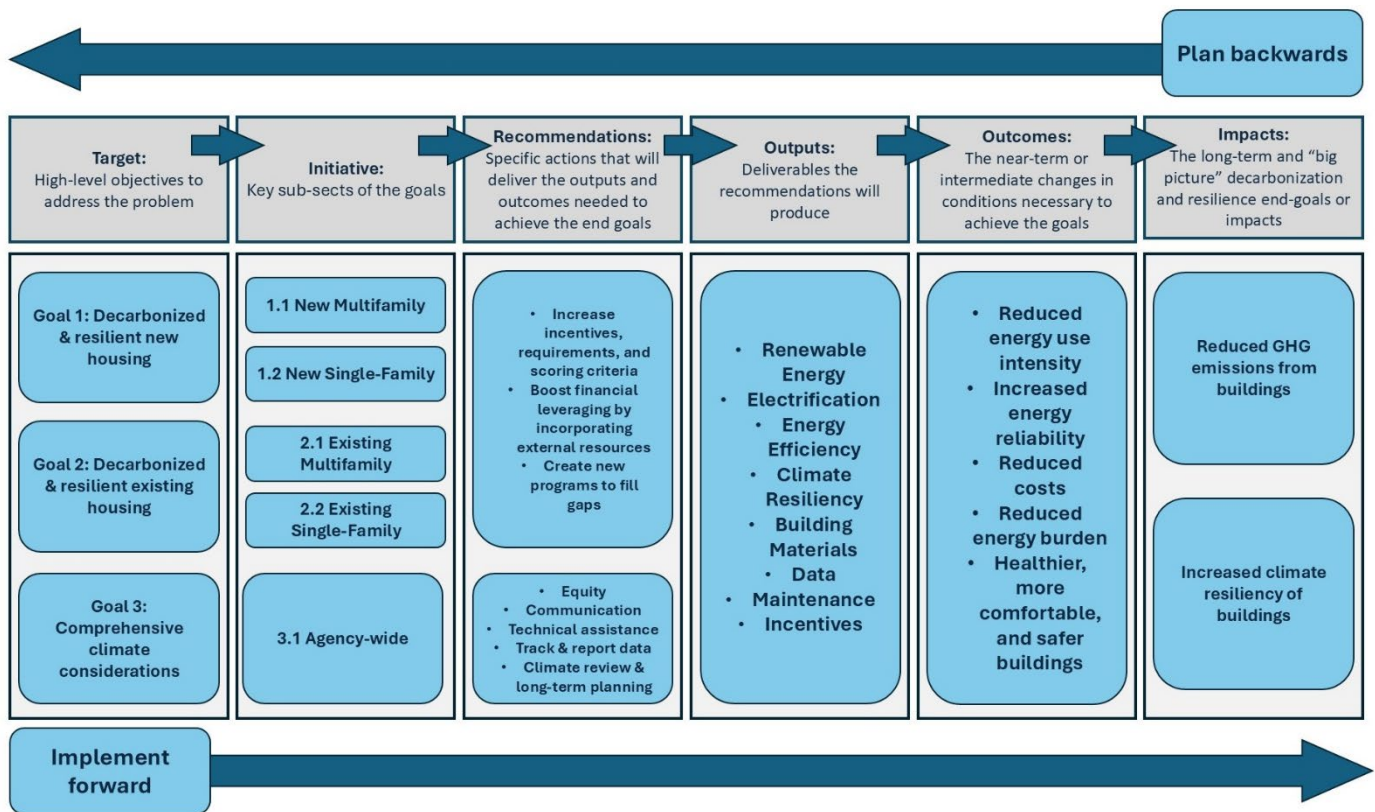 Plan backwards
Target:
High-level objectives to
address the problem
Initiative:
Key sub-sects of the goals
Recommendations:
Specific actions that will
deliver the outputs and
outcomes needed to
achieve the end goals
Outputs:
Deliverables the
recommendations will
produce
Outcomes:
The near-term or
intermediate changes in
conditions necessary to
achieve the goals
Impacts:
The long-term and “big
picture” decarbonization
and resilience end-goals or
impacts
Goal 1: Decarbonized
& resilient new
housing
Goal 2: Decarbonized
& resilient existing
housing
Goal 3:
Comprehensive
climate
considerations
1.1 New Multifamily
1.2 New Single-Family
2.1 Existing
Multifamily
2.2 Existing
Single-Family
3.1 Agency-wide
• Increase
incentives,
requirements, and
scoring criteria
• Boost financial
leveraging by
incorporating
external resources
• Create new
programs to fill
gaps
• Equity
• Communication
• Technical assistance
• Track & report data
• Climate review &
long-term planning
• Renewable
Energy
• Electrification
• Energy
Efficiency
• Climate
Resiliency
• Building
Materials
• Data
• Maintenance
• Incentives
• Reduced
energy use
intensity
• Increased
energy
reliability
• Reduced
costs
• Reduced
energy burden
• Healthier,
more
comfortable,
and safer
buildings
Reduced GHG
emissions from
buildings
Increased climate
resiliency of
buildings
Implement
forward